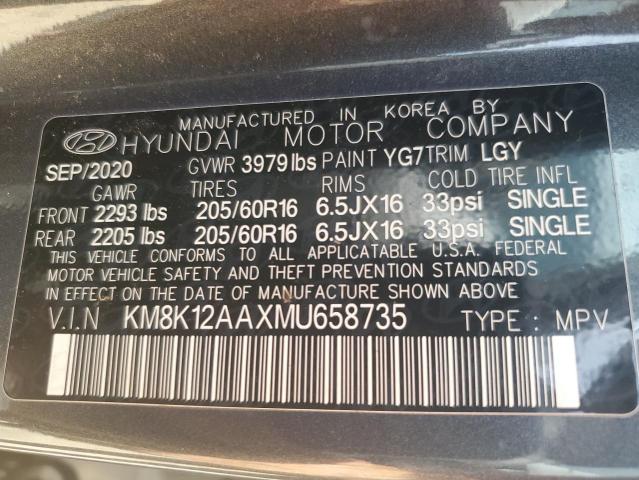 MANUFACTURED IN KOREA BY
HYUNDAI MOTOR COMPANY
SEP/2020 GVWR 3979lbs PAINT YG7 TRIM LGY
GAWR TIRES RIMS COLD TIRE INFL
FRONT 2293 lbs 205/60R16 6.5JX16 33psi SINGLE
REAR 2205 lbs 205/60R16 6.5JX16 33psi SINGLE
THIS VEHICLE CONFORMS TO ALL APPLICATABLE U.S.A. FEDERAL
MOTOR VEHICLE SAFETY AND THEFT PREVENTION STANDARDS
IN EFFECT ON THE DATE OF MANUFACTURE SHOWN ABOVE.
V.I.N KM8K12AAXMU658735 TYPE : MPV